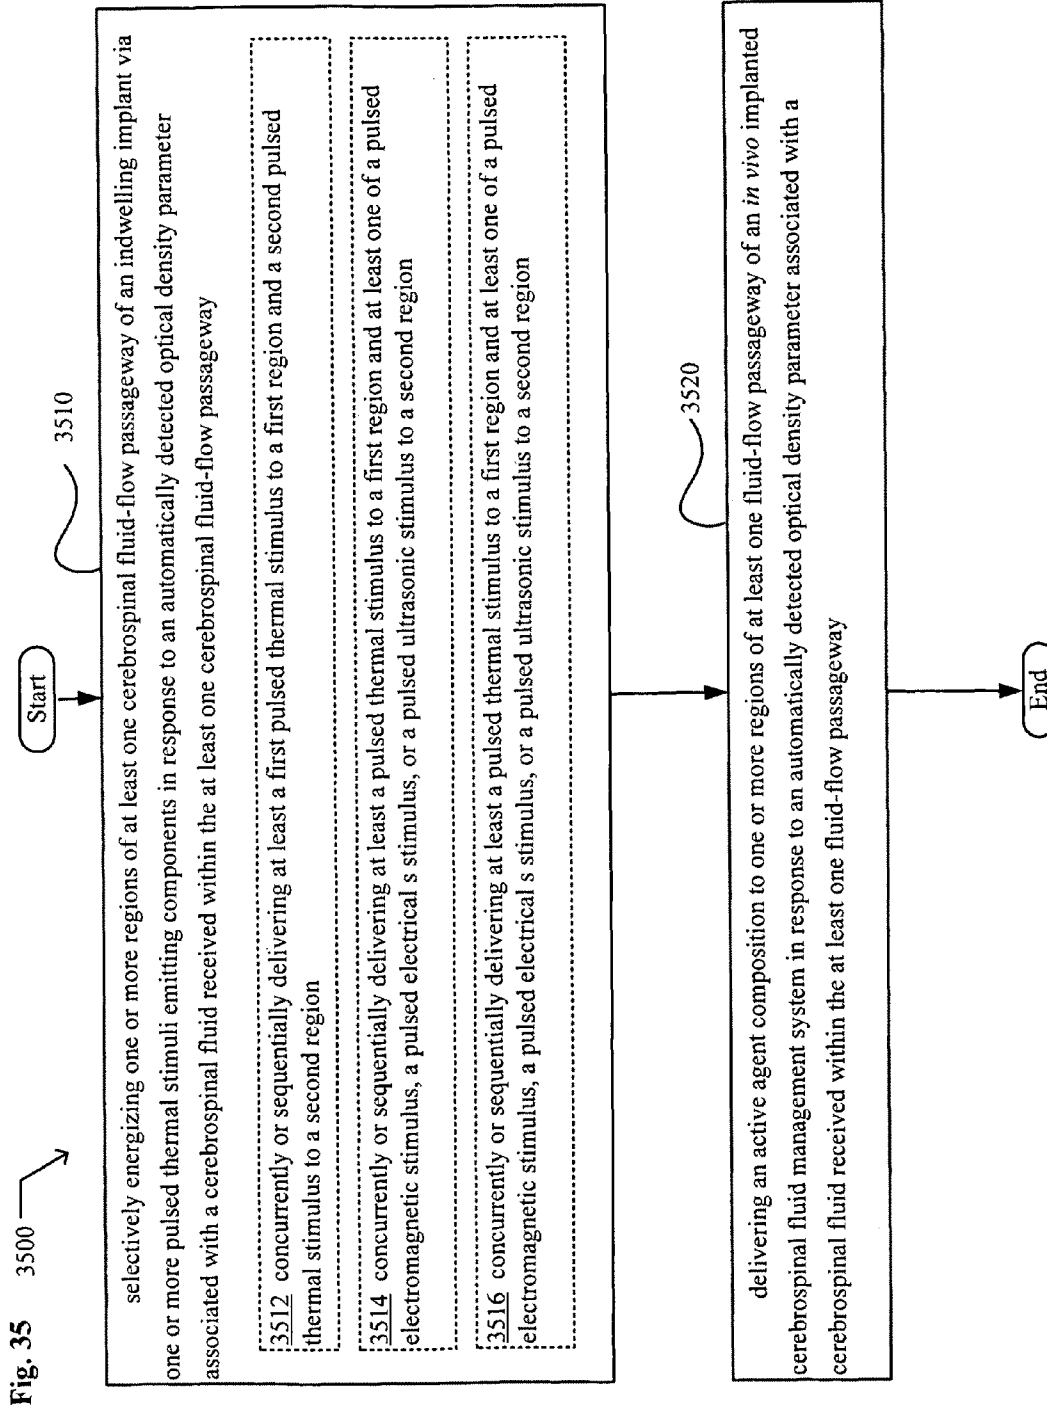 Fig. 35
3500
Start
3510
selectively energizing one or more regions of at least one cerebrospinal fluid-flow passageway of an indwelling implant via
one or more pulsed thermal stimuli emitting components in response to an automatically detected optical density parameter
associated with a cerebrospinal fluid received within the at least one cerebrospinal fluid-flow passageway
3512 concurrently or sequentially delivering at least a first pulsed thermal stimulus to a first region and a second pulsed
thermal stimulus to a second region
3514 concurrently or sequentially delivering at least a pulsed thermal stimulus to a first region and at least one of a pulsed
electromagnetic stimulus, a pulsed electrical s stimulus, or a pulsed ultrasonic stimulus to a second region
3516 concurrently or sequentially delivering at least a pulsed thermal stimulus to a first region and at least one of a pulsed
electromagnetic stimulus, a pulsed electrical s stimulus, or a pulsed ultrasonic stimulus to a second region
3520
delivering an active agent composition to one or more regions of at least one fluid-flow passageway of an in vivo implanted
cerebrospinal fluid management system in response to an automatically detected optical density parameter associated with a
cerebrospinal fluid received within the at least one fluid-flow passageway
End